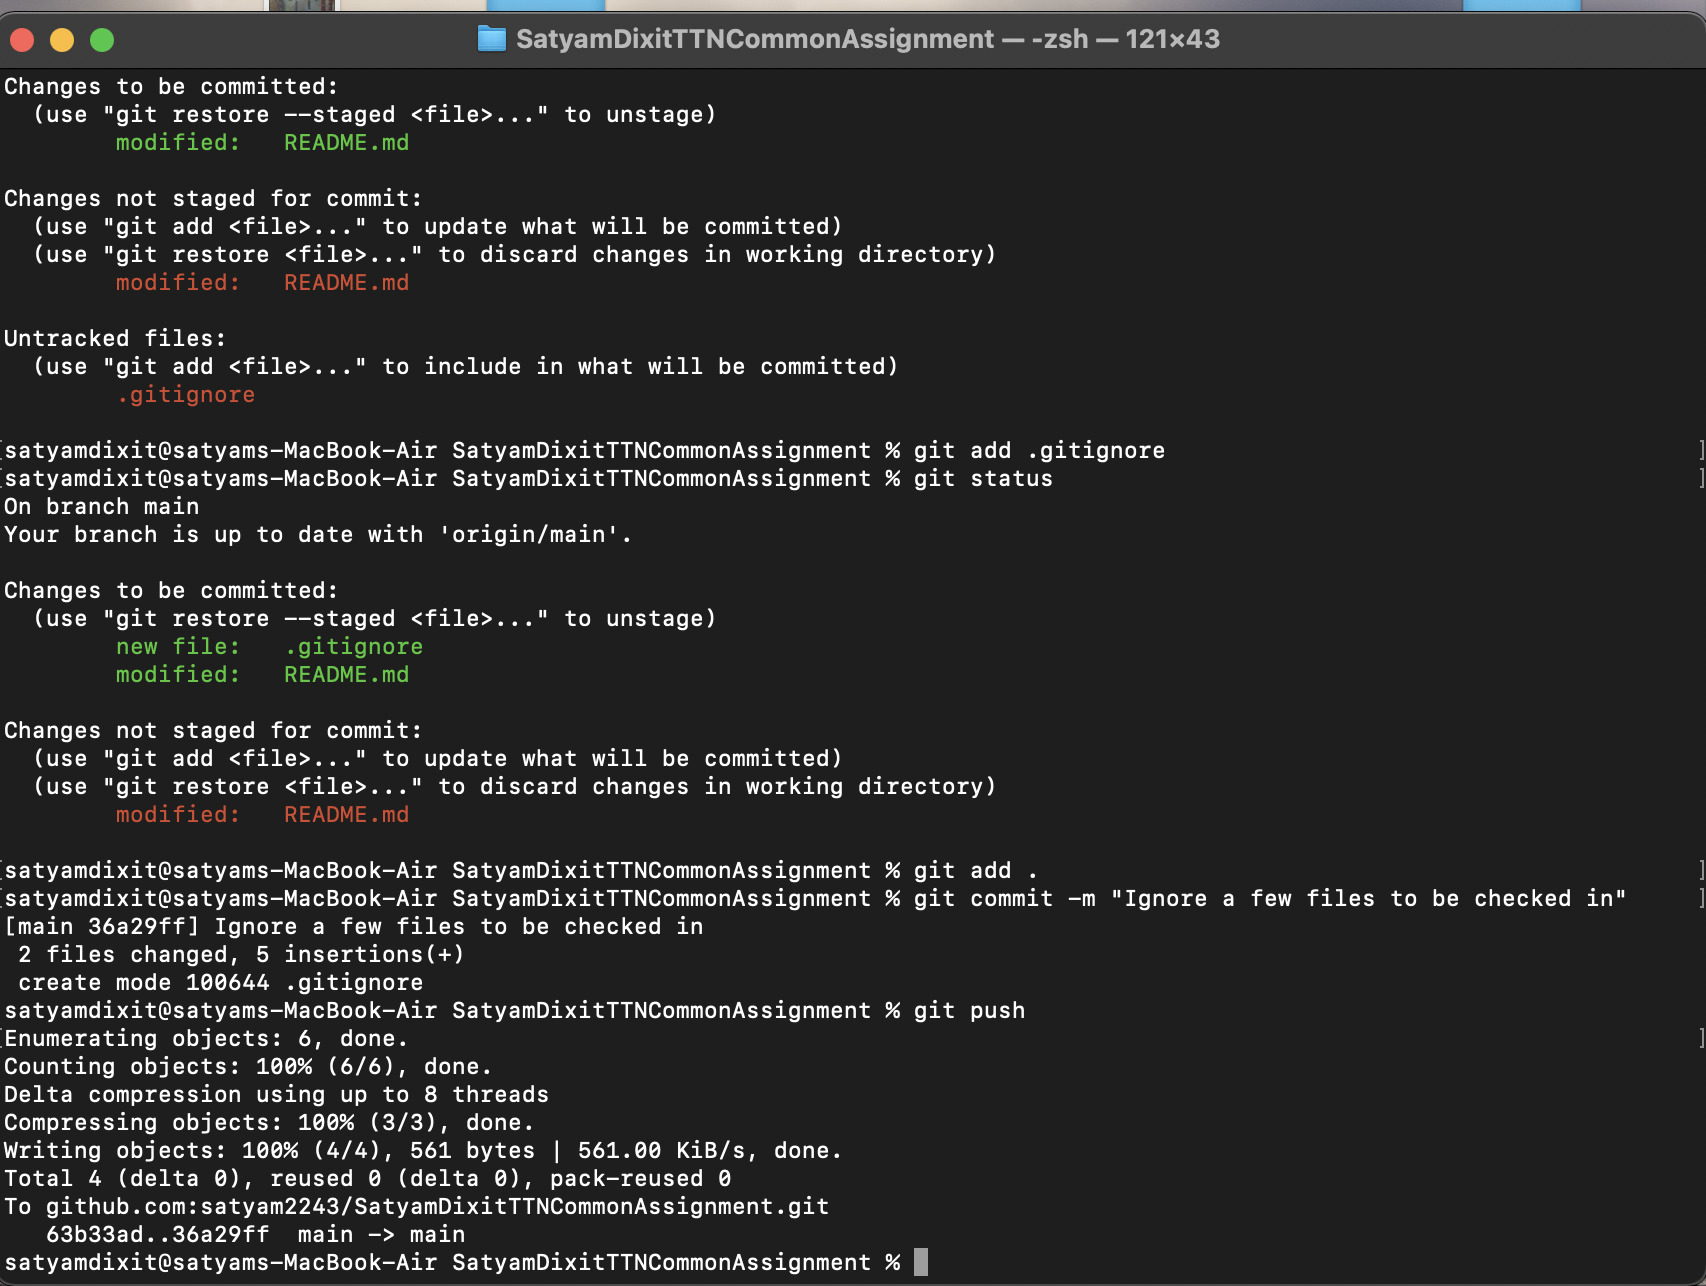 SatyamDixitTTNCommonAssignment — -zsh — 121×43
Changes to be committed:
  (use "git restore --staged <file>..." to unstage)
        modified:   README.md

Changes not staged for commit:
  (use "git add <file>..." to update what will be committed)
  (use "git restore <file>..." to discard changes in working directory)
        modified:   README.md

Untracked files:
  (use "git add <file>..." to include in what will be committed)
        .gitignore

[satyamdixit@satyams-MacBook-Air SatyamDixitTTNCommonAssignment % git add .gitignore ]
[satyamdixit@satyams-MacBook-Air SatyamDixitTTNCommonAssignment % git status ]
On branch main
Your branch is up to date with 'origin/main'.

Changes to be committed:
  (use "git restore --staged <file>..." to unstage)
        new file:   .gitignore
        modified:   README.md

Changes not staged for commit:
  (use "git add <file>..." to update what will be committed)
  (use "git restore <file>..." to discard changes in working directory)
        modified:   README.md

[satyamdixit@satyams-MacBook-Air SatyamDixitTTNCommonAssignment % git add . ]
[satyamdixit@satyams-MacBook-Air SatyamDixitTTNCommonAssignment % git commit -m "Ignore a few files to be checked in" ]
[main 36a29ff] Ignore a few files to be checked in
 2 files changed, 5 insertions(+)
 create mode 100644 .gitignore
satyamdixit@satyams-MacBook-Air SatyamDixitTTNCommonAssignment % git push
[Enumerating objects: 6, done. ]
Counting objects: 100% (6/6), done.
Delta compression using up to 8 threads
Compressing objects: 100% (3/3), done.
Writing objects: 100% (4/4), 561 bytes | 561.00 KiB/s, done.
Total 4 (delta 0), reused 0 (delta 0), pack-reused 0
To github.com:satyam2243/SatyamDixitTTNCommonAssignment.git
   63b33ad..36a29ff  main -> main
satyamdixit@satyams-MacBook-Air SatyamDixitTTNCommonAssignment %